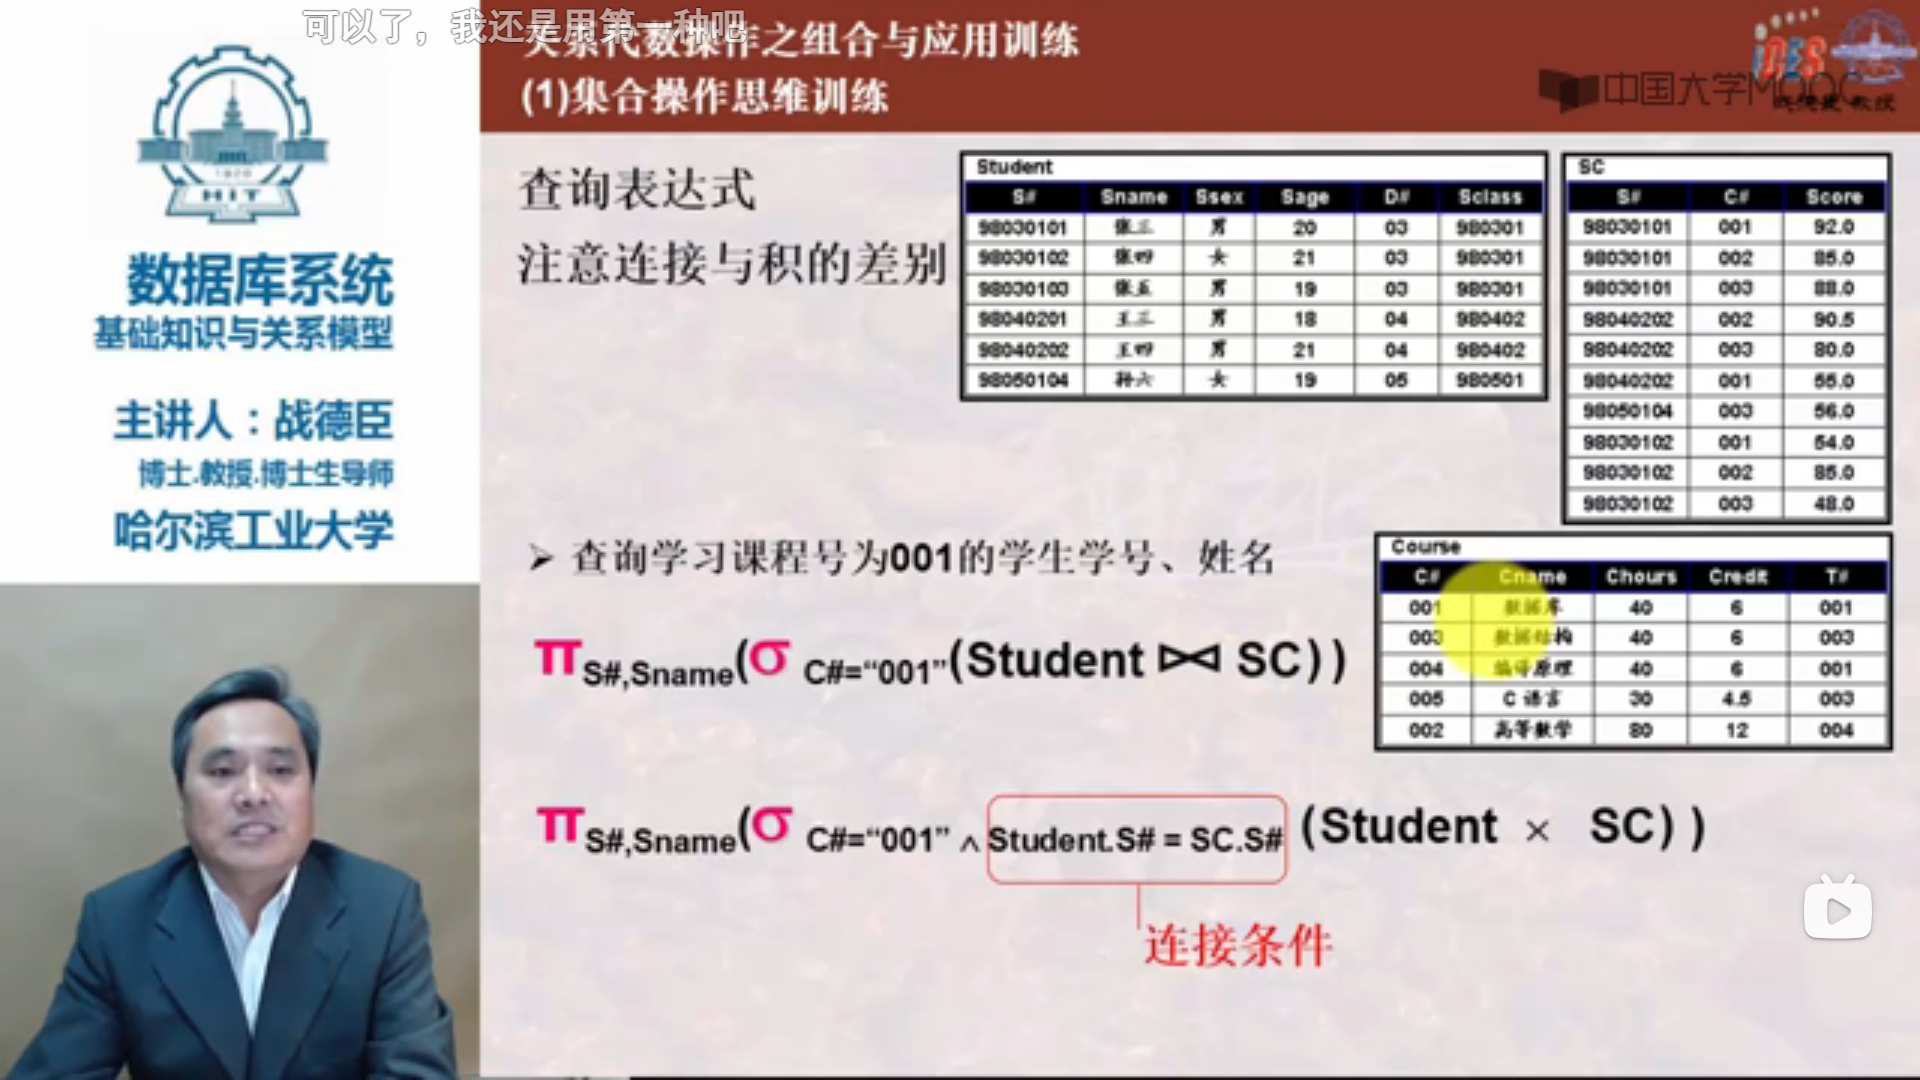 可以了，我还是用第一种吧
关系代数操作之组合与应用训练
(1)集合操作思维训练
中国大学MOOC
HIT
数据库系统
基础知识与关系模型
主讲人：战德臣
博士.教授.博士生导师
哈尔滨工业大学
查询表达式
注意连接与积的差别
Student
S# Sname Ssex Sage D# Sclass
98030101 张三 男 20 03 980301
98030102 张四 女 21 03 980301
98030103 张五 男 19 03 980301
98040201 王三 男 18 04 980402
98040202 王四 男 21 04 980402
98050104 孙六 女 19 05 980501
SC
S# C# Score
98030101 001 92.0
98030101 002 85.0
98030101 003 88.0
98040202 002 90.5
98040202 003 80.0
98040202 001 55.0
98050104 003 56.0
98030102 001 54.0
98030102 002 85.0
98030102 003 48.0
➢ 查询学习课程号为001的学生学号、姓名
Course
C# Cname Chours Credit T#
001 数据库 40 6 001
003 数据结构 40 6 003
004 编译原理 40 6 001
005 C 语言 30 4.5 003
002 高等数学 80 12 004
π S#,Sname(σ C#=“001”(Student ⋈ SC))
π S#,Sname(σ C#=“001” ∧ Student.S# = SC.S# (Student × SC))
连接条件